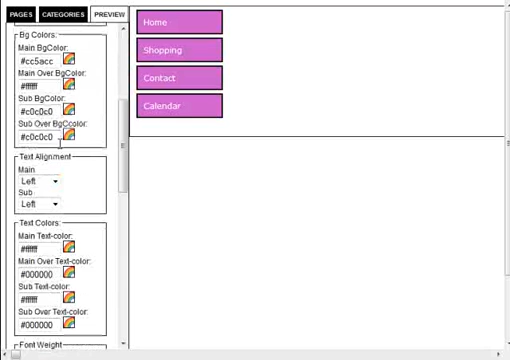 PAGES CATEGORIES PREVIEW
Bg Colors:
Main BgColor:
#cc5acc
Main Over BgColor:
#ffffff
Sub BgColor:
#c0c0c0
Sub Over BgCcolor:
#c0c0c0
Text Alignment
Main
Left
Sub
Left
Text Colors:
Main Text-color:
#ffffff
Main Over Text-color:
#000000
Sub Text-color:
#ffffff
Sub Over Text-color:
#000000
Font Weight
Home
Shopping
Contact
Calendar